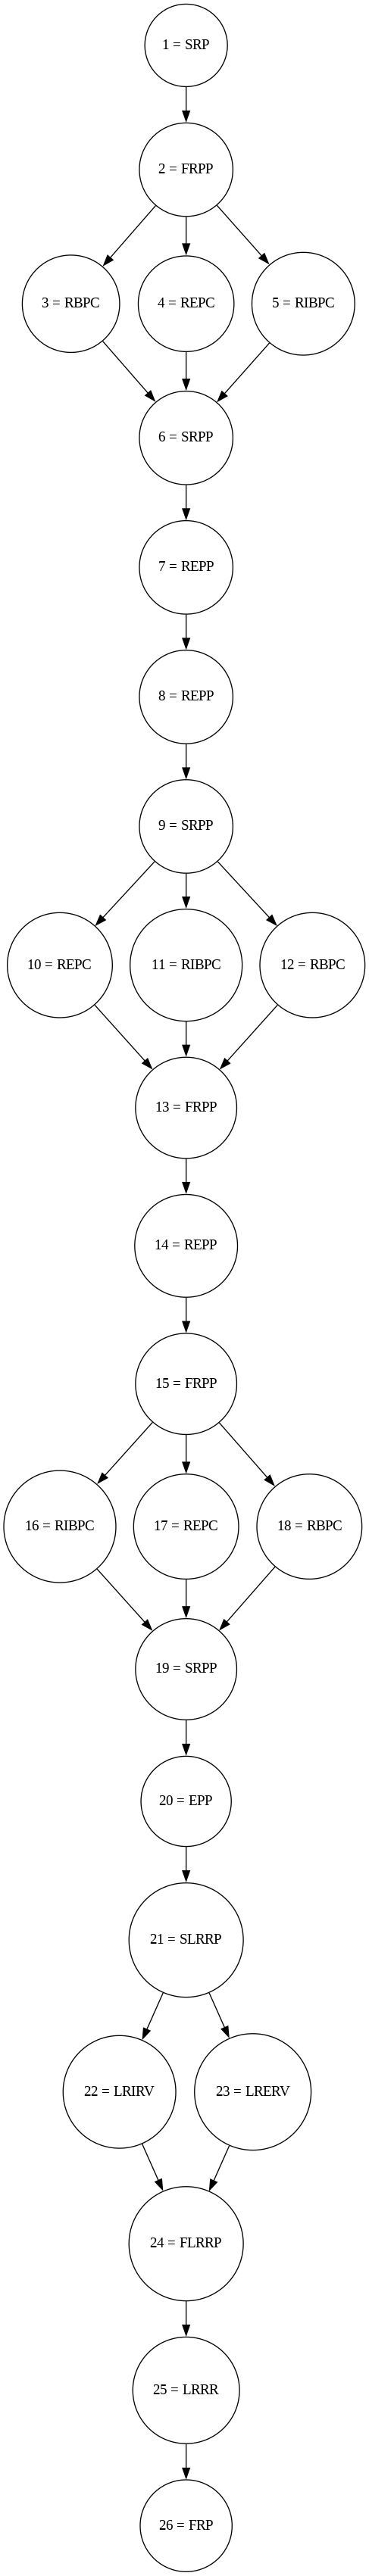 1 = SRP
2 = FRPP
3 = RBPC
4 = REPC
5 = RIBPC
6 = SRPP
7 = REPP
8 = REPP
9 = SRPP
10 = REPC
11 = RIBPC
12 = RBPC
13 = FRPP
14 = REPP
15 = FRPP
16 = RIBPC
17 = REPC
18 = RBPC
19 = SRPP
20 = EPP
21 = SLRRP
22 = LRIRV
23 = LRERV
24 = FLRRP
25 = LRRR
26 = FRP